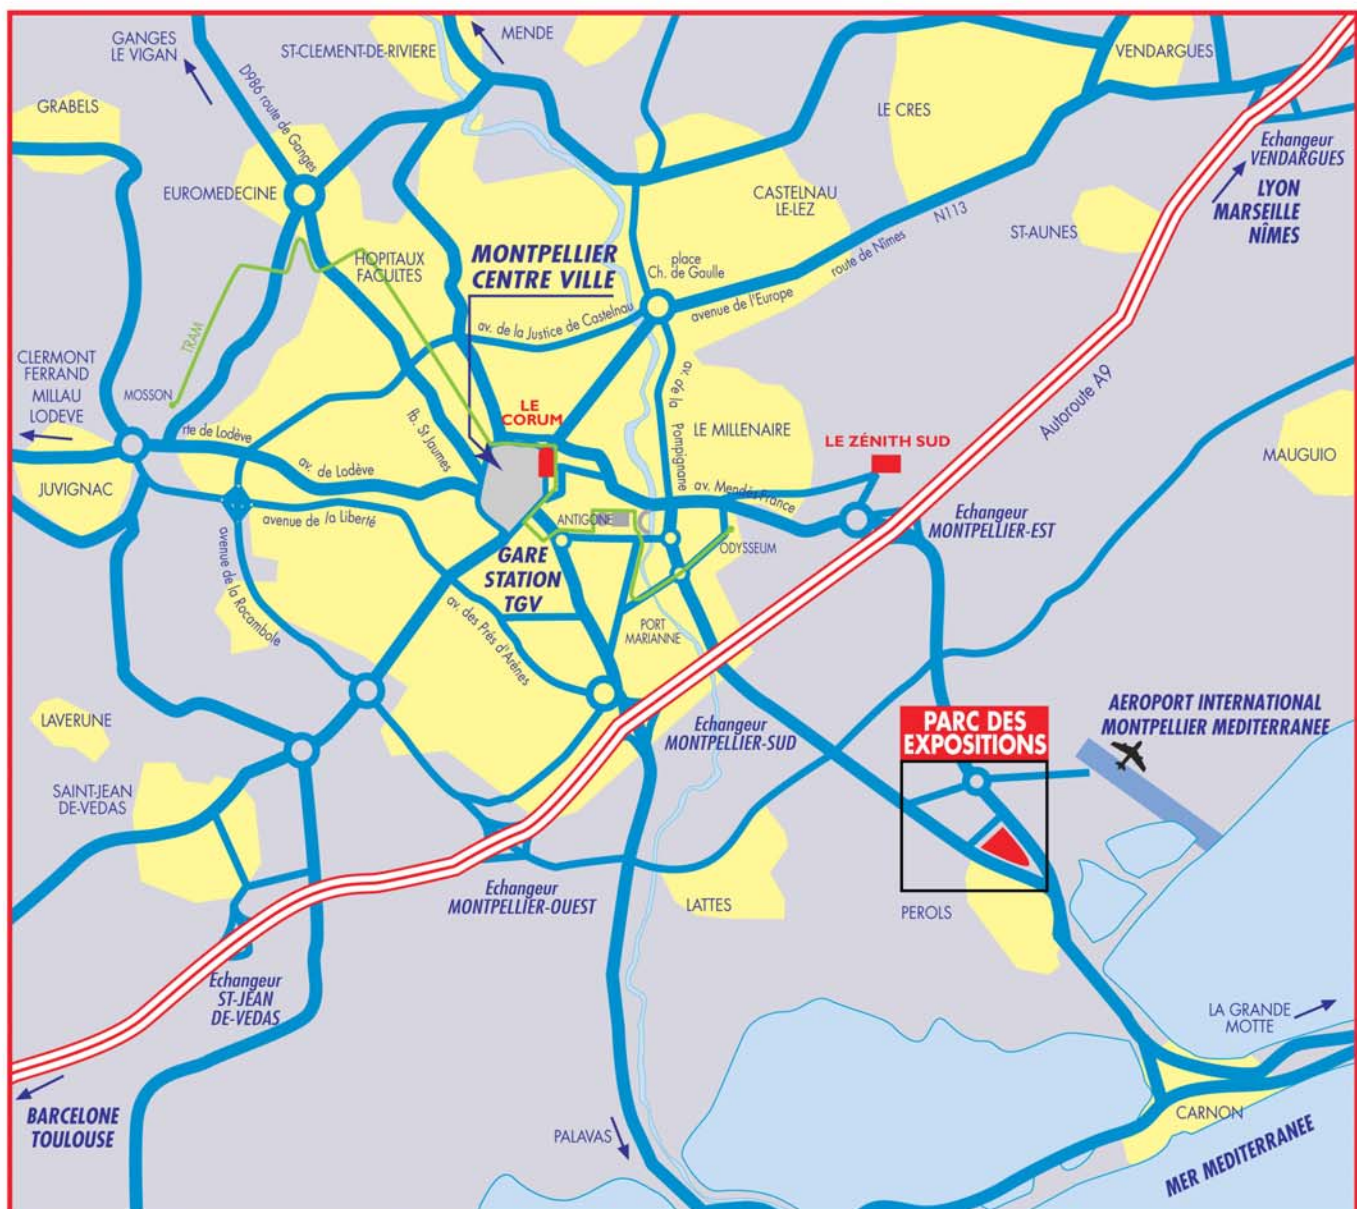 GANGES
LE VIGAN
ST-CLEMENT-DE-RIVIERE
MENDE
VENDARGUES
GRABELS
D986 route de Ganges
LE CRES
Echangeur
VENDARGUES
LYON
MARSEILLE
NÎMES
EUROMEDECINE
CASTELNAU
LE-LEZ
N113
route de Nîmes
avenue de l'Europe
ST-AUNES
HOPITAUX
FACULTES
MONTPELLIER
CENTRE VILLE
place
Ch. de Gaulle
av. de la Justice de Castelnau
TRAM
CLERMONT
FERRAND
MILLAU
LODEVE
MOSSON
rte de Lodève
av. de Lodève
fb. St Jaumes
LE
CORUM
av. de la Pompignane
LE MILLENAIRE
LE ZÉNITH SUD
Autoroute A9
MAUGUIO
JUVIGNAC
avenue de la Liberté
av. Mendès-France
Echangeur
MONTPELLIER-EST
ANTIGONE
ODYSSEUM
GARE
STATION
TGV
avenue de la Rocambole
av. des Prés d'Arènes
PORT
MARIANNE
LAVERUNE
Echangeur
MONTPELLIER-SUD
PARC DES
EXPOSITIONS
AEROPORT INTERNATIONAL
MONTPELLIER MEDITERRANEE
SAINT-JEAN
DE-VEDAS
Echangeur
MONTPELLIER-OUEST
LATTES
PEROLS
Echangeur
ST-JEAN
DE-VEDAS
LA GRANDE
MOTTE
BARCELONE
TOULOUSE
PALAVAS
CARNON
MER MEDITERRANEE